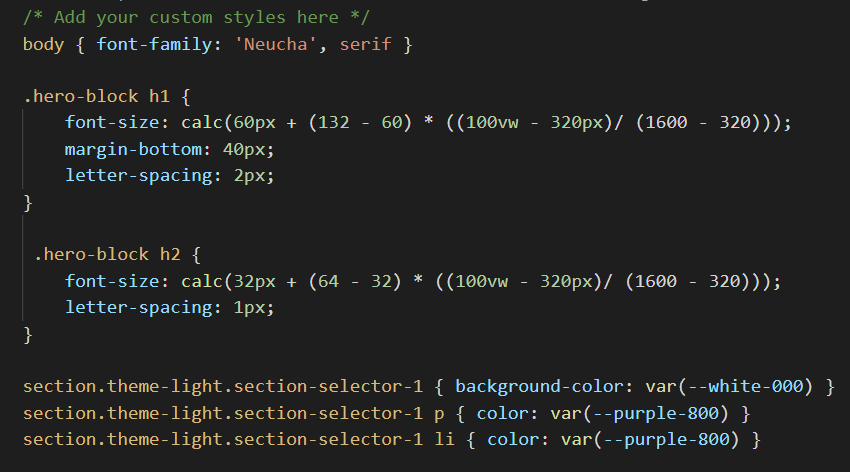 /* Add your custom styles here */
body { font-family: 'Neucha', serif }
.hero-block h1 {
font-size: calc(60px + (132 - 60) * ((100vw - 320px)/ (1600 - 320)));
margin-bottom: 40px;
letter-spacing: 2px;
}
.hero-block h2 {
font-size: calc(32px + (64 - 32) * ((100vw - 320px)/ (1600 - 320)));
letter-spacing: 1px;
}
section.theme-light.section-selector-1 { background-color: var(--white-000) }
section.theme-light.section-selector-1 p { color: var(--purple-800) }
section.theme-light.section-selector-1 li { color: var(--purple-800) }